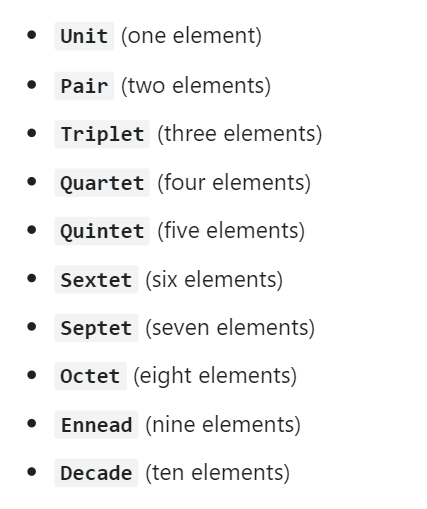 • Unit (one element)
• Pair (two elements)
• Triplet (three elements)
• Quartet (four elements)
• Quintet (five elements)
• Sextet (six elements)
• Septet (seven elements)
• Octet (eight elements)
• Ennead (nine elements)
• Decade (ten elements)